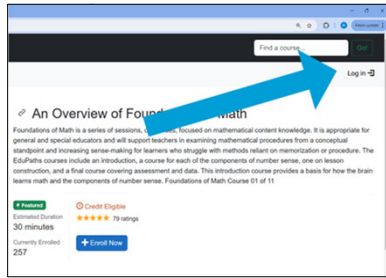 Find a course...
Go!
Log in
An Overview of Foundations of Math
Foundations of Math is a series of sessions, focused on mathematical content knowledge. It is appropriate for
general and special educators and will support teachers in examining mathematical procedures from a conceptual
standpoint and increasing sense-making for learners who struggle with methods reliant on memorization or procedure. The
EduPaths courses include an introduction, a course for each of the components of number sense, one on lesson
construction, and a final course covering assessment and data. This introduction course provides a basis for how the brain
learns math and the components of number sense. Foundations of Math Course 01 of 11
Featured
Credit Eligible
Estimated Duration
79 ratings
30 minutes
Currently Enrolled
Enroll Now
257